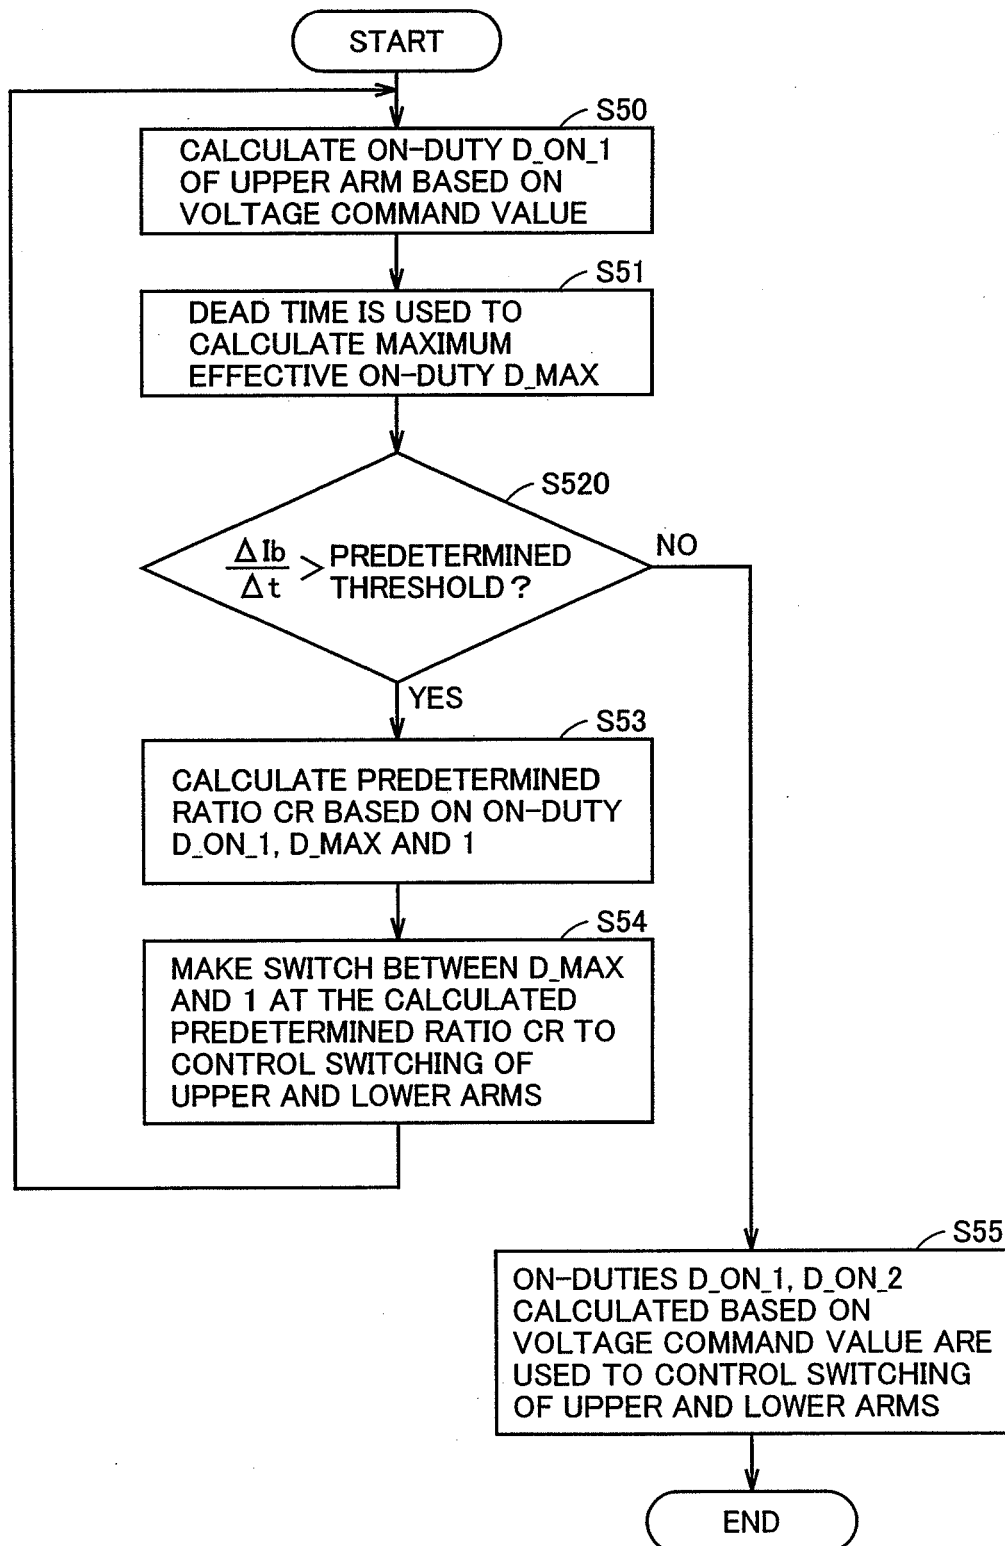 START
S50
CALCULATE ON-DUTY D_ON_1
OF UPPER ARM BASED ON
VOLTAGE COMMAND VALUE
S51
DEAD TIME IS USED TO
CALCULATE MAXIMUM
EFFECTIVE ON-DUTY D_MAX
S520
ΔIb
Δt
> PREDETERMINED
THRESHOLD?
NO
YES
S53
CALCULATE PREDETERMINED
RATIO CR BASED ON ON-DUTY
D_ON_1, D_MAX AND 1
S54
MAKE SWITCH BETWEEN D_MAX
AND 1 AT THE CALCULATED
PREDETERMINED RATIO CR TO
CONTROL SWITCHING OF
UPPER AND LOWER ARMS
S55
ON-DUTIES D_ON_1, D_ON_2
CALCULATED BASED ON
VOLTAGE COMMAND VALUE ARE
USED TO CONTROL SWITCHING
OF UPPER AND LOWER ARMS
END